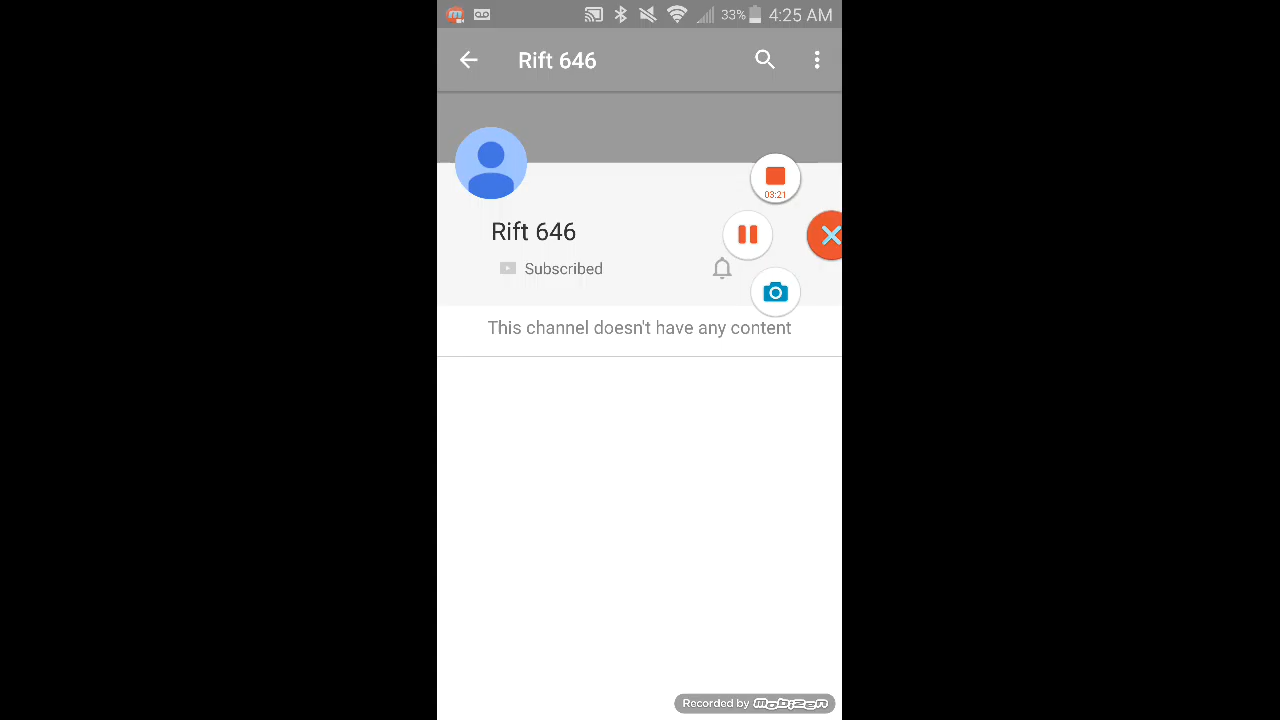 33% 4:25 AM
Rift 646
03:21
Rift 646
Subscribed
This channel doesn't have any content
Recorded by mobizen